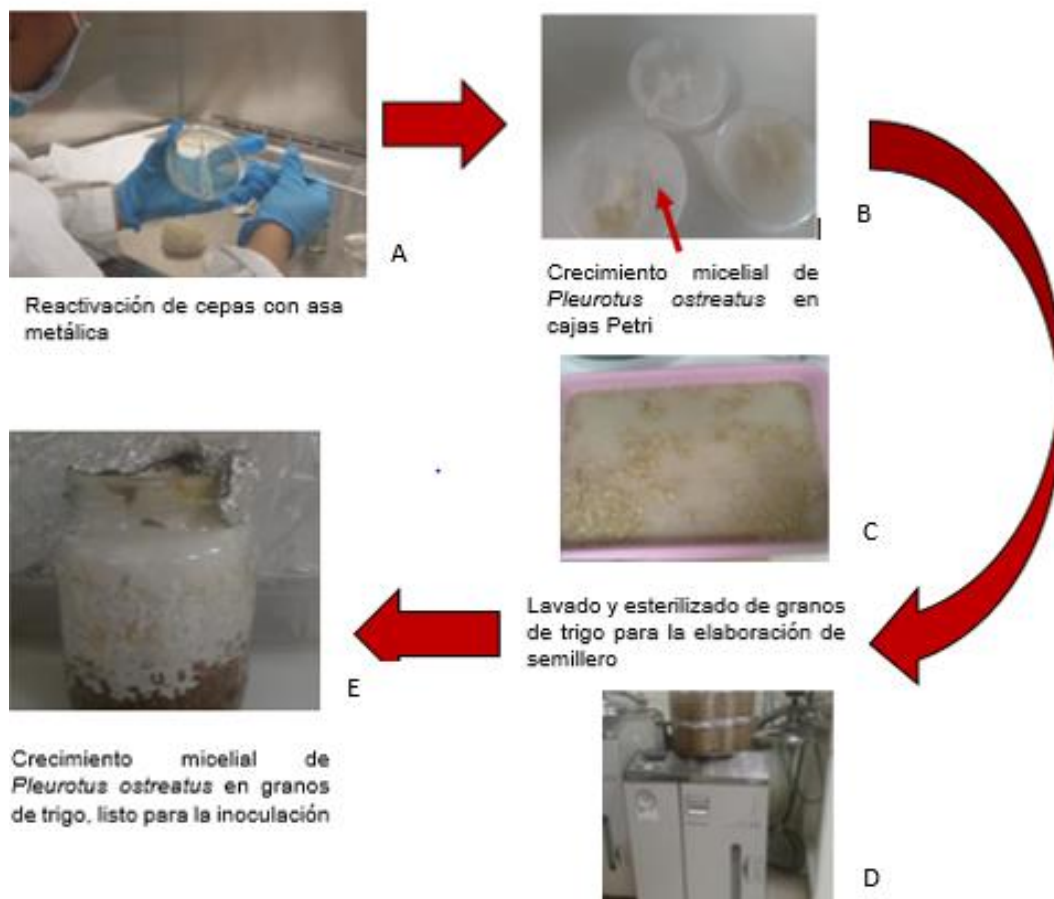 A
Reactivación de cepas con asa
metálica
B
Crecimiento micelial de
Pleurotus ostreatus en
cajas Petri
C
Lavado y esterilizado de granos
de trigo para la elaboración de
semillero
D
E
Crecimiento micelial de
Pleurotus ostreatus en granos
de trigo, listo para la inoculación